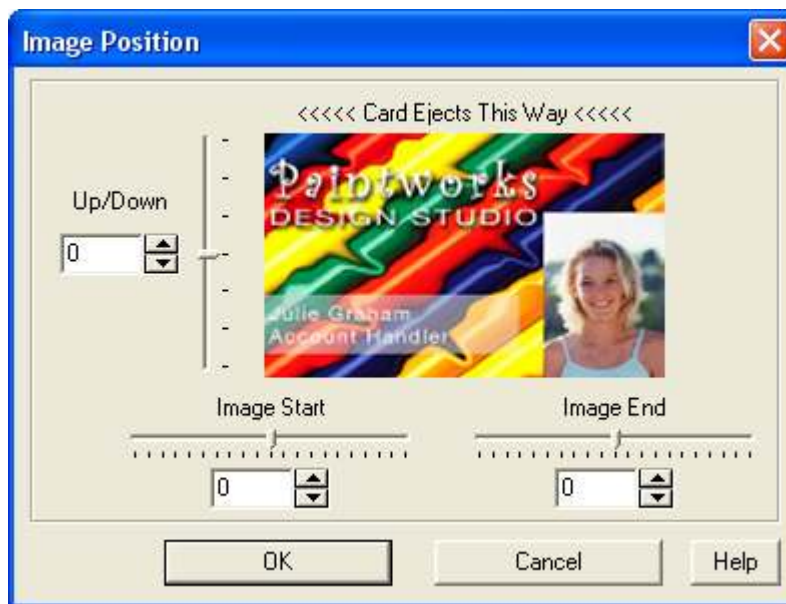 Image Position
<<<<< Card Ejects This Way <<<<<
Paintworks
DESIGN STUDIO
Up/Down
0
Julie Graham
Account Handler
Image Start
Image End
0
0
OK
Cancel
Help